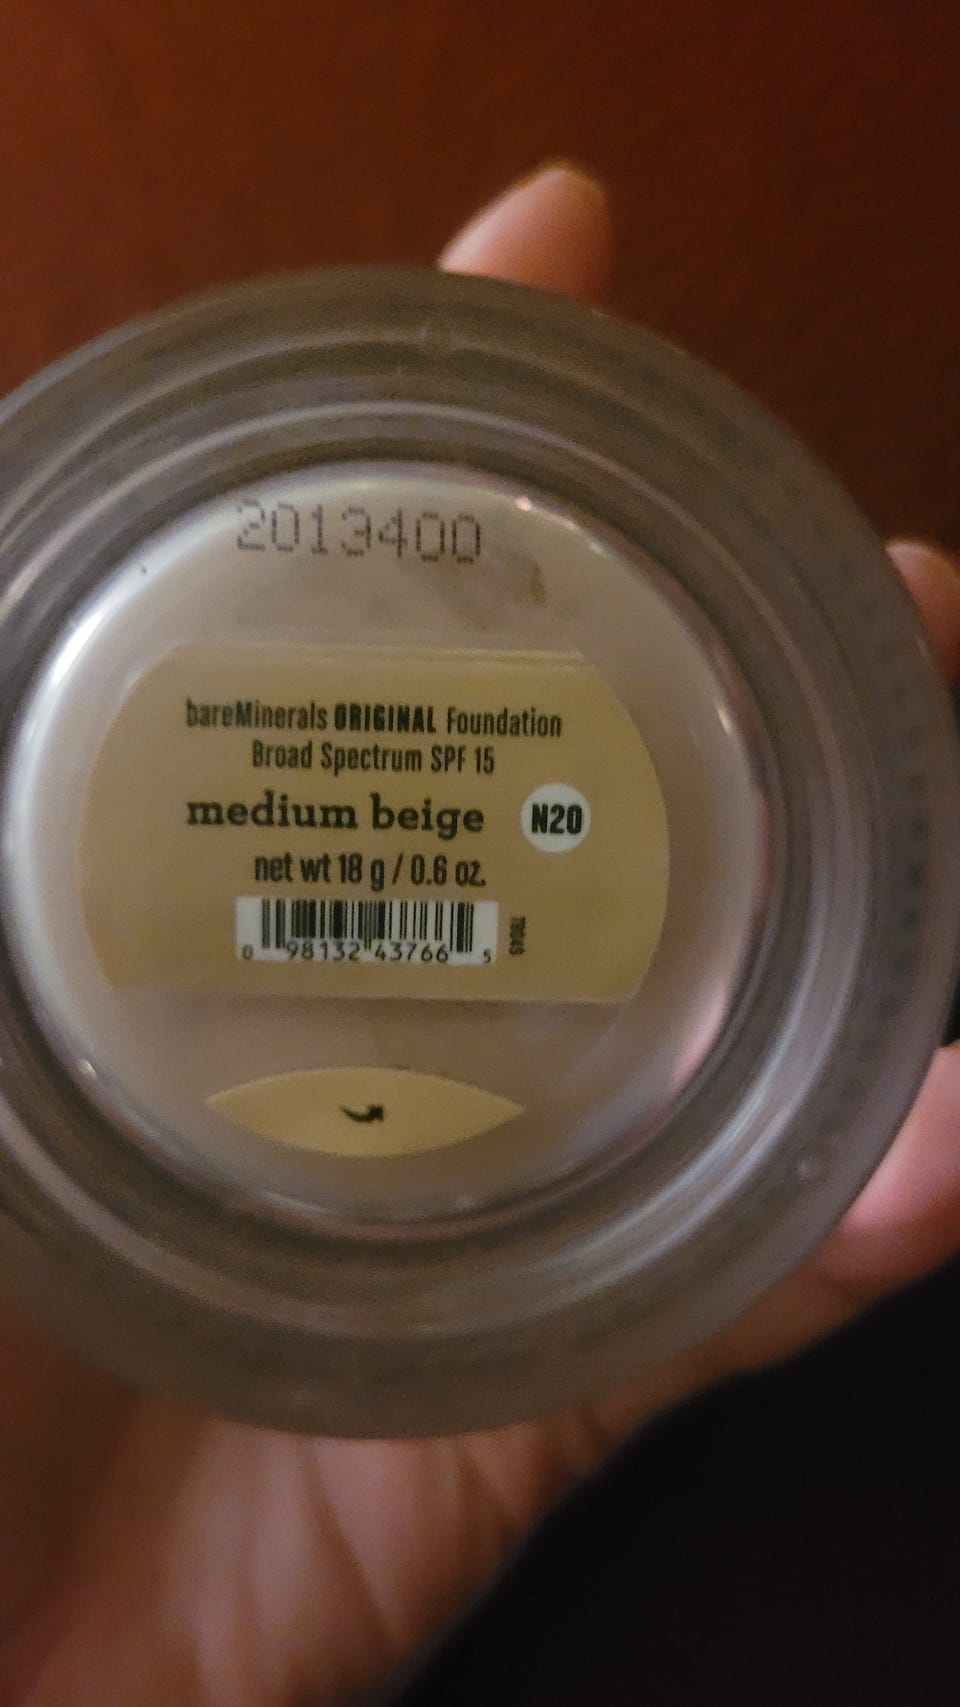 2013400
bareMinerals ORIGINAL Foundation
Broad Spectrum SPF 15
medium beige N20
net wt 18 g / 0.6 oz.
0 98132 43766 5